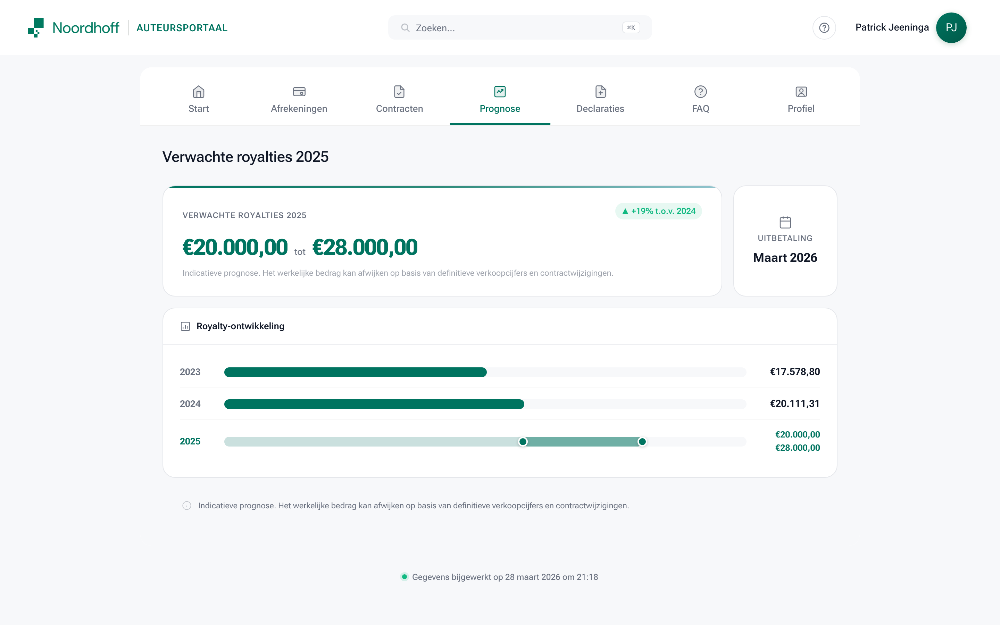 Noordhoff
AUTEURSPORTAAL
Zoeken...
⌘K
Patrick Jeeninga
PJ
Start
Afrekeningen
Contracten
Prognose
Declaraties
FAQ
Profiel
Verwachte royalties 2025
VERWACHTE ROYALTIES 2025
▲ +19% t.o.v. 2024
€20.000,00 tot €28.000,00
Indicatieve prognose. Het werkelijke bedrag kan afwijken op basis van definitieve verkoopcijfers en contractwijzigingen.
UITBETALING
Maart 2026
Royalty-ontwikkeling
2023 €17.578,80
2024 €20.111,31
2025 €20.000,00
€28.000,00
Indicatieve prognose. Het werkelijke bedrag kan afwijken op basis van definitieve verkoopcijfers en contractwijzigingen.
Gegevens bijgewerkt op 28 maart 2026 om 21:18